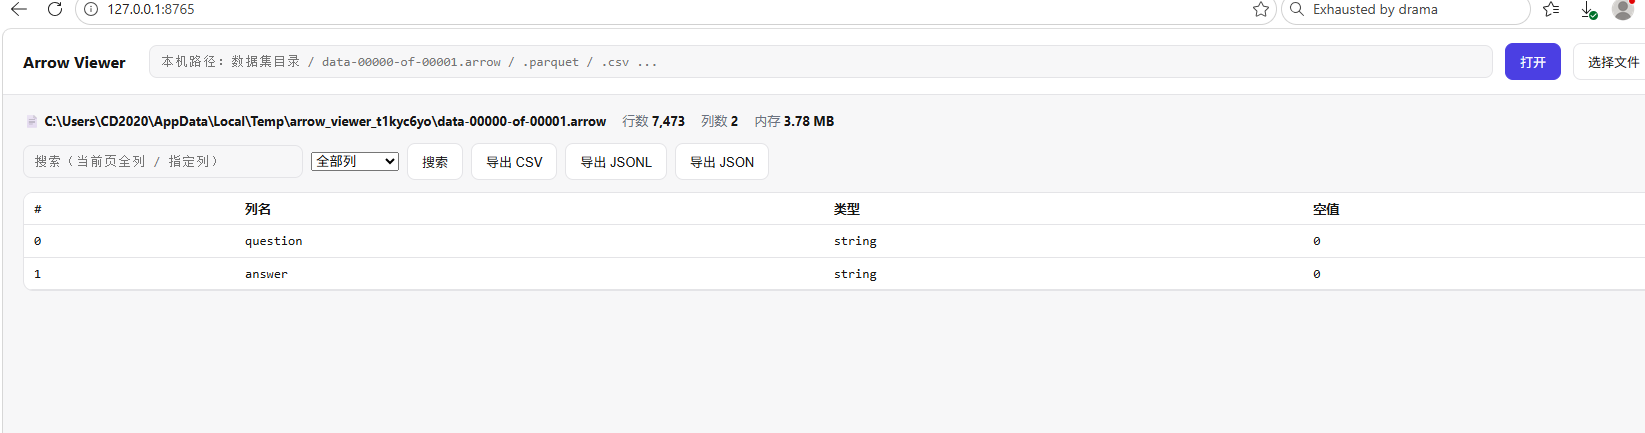 127.0.0.1:8765 Exhausted by drama
Arrow Viewer 本机路径：数据集目录 / data-00000-of-00001.arrow / .parquet / .csv ... 打开 选择文件
C:\Users\CD2020\AppData\Local\Temp\arrow_viewer_t1kyc6yo\data-00000-of-00001.arrow 行数 7,473 列数 2 内存 3.78 MB
搜索（当前页全列 / 指定列） 全部列 搜索 导出 CSV 导出 JSONL 导出 JSON
# 列名 类型 空值
0 question string 0
1 answer string 0